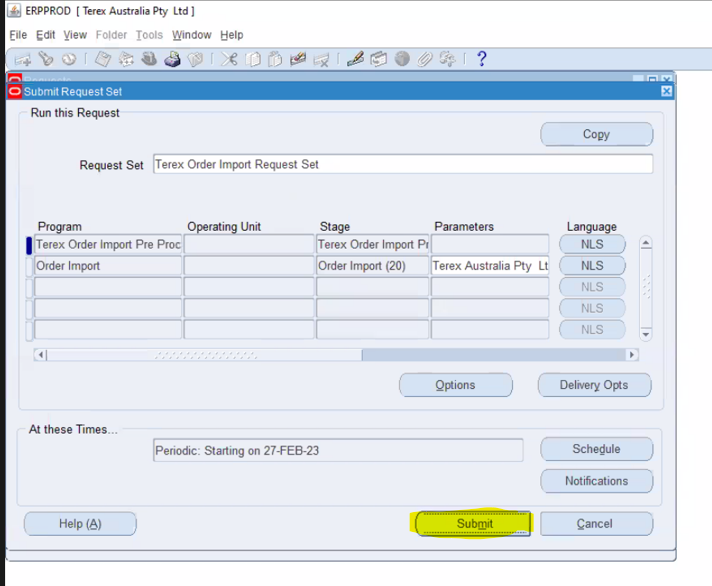 ERPPROD [ Terex Australia Pty Ltd ]
File Edit View Folder Tools Window Help
Requests
Submit Request Set
Run this Request
Copy
Request Set Terex Order Import Request Set
Program Operating Unit Stage Parameters Language
Terex Order Import Pre Proc Terex Order Import Pr NLS
Order Import Order Import (20) Terex Australia Pty Lt NLS
NLS
NLS
NLS
Options Delivery Opts
At these Times...
Periodic: Starting on 27-FEB-23 Schedule
Notifications
Help (A) Submit Cancel